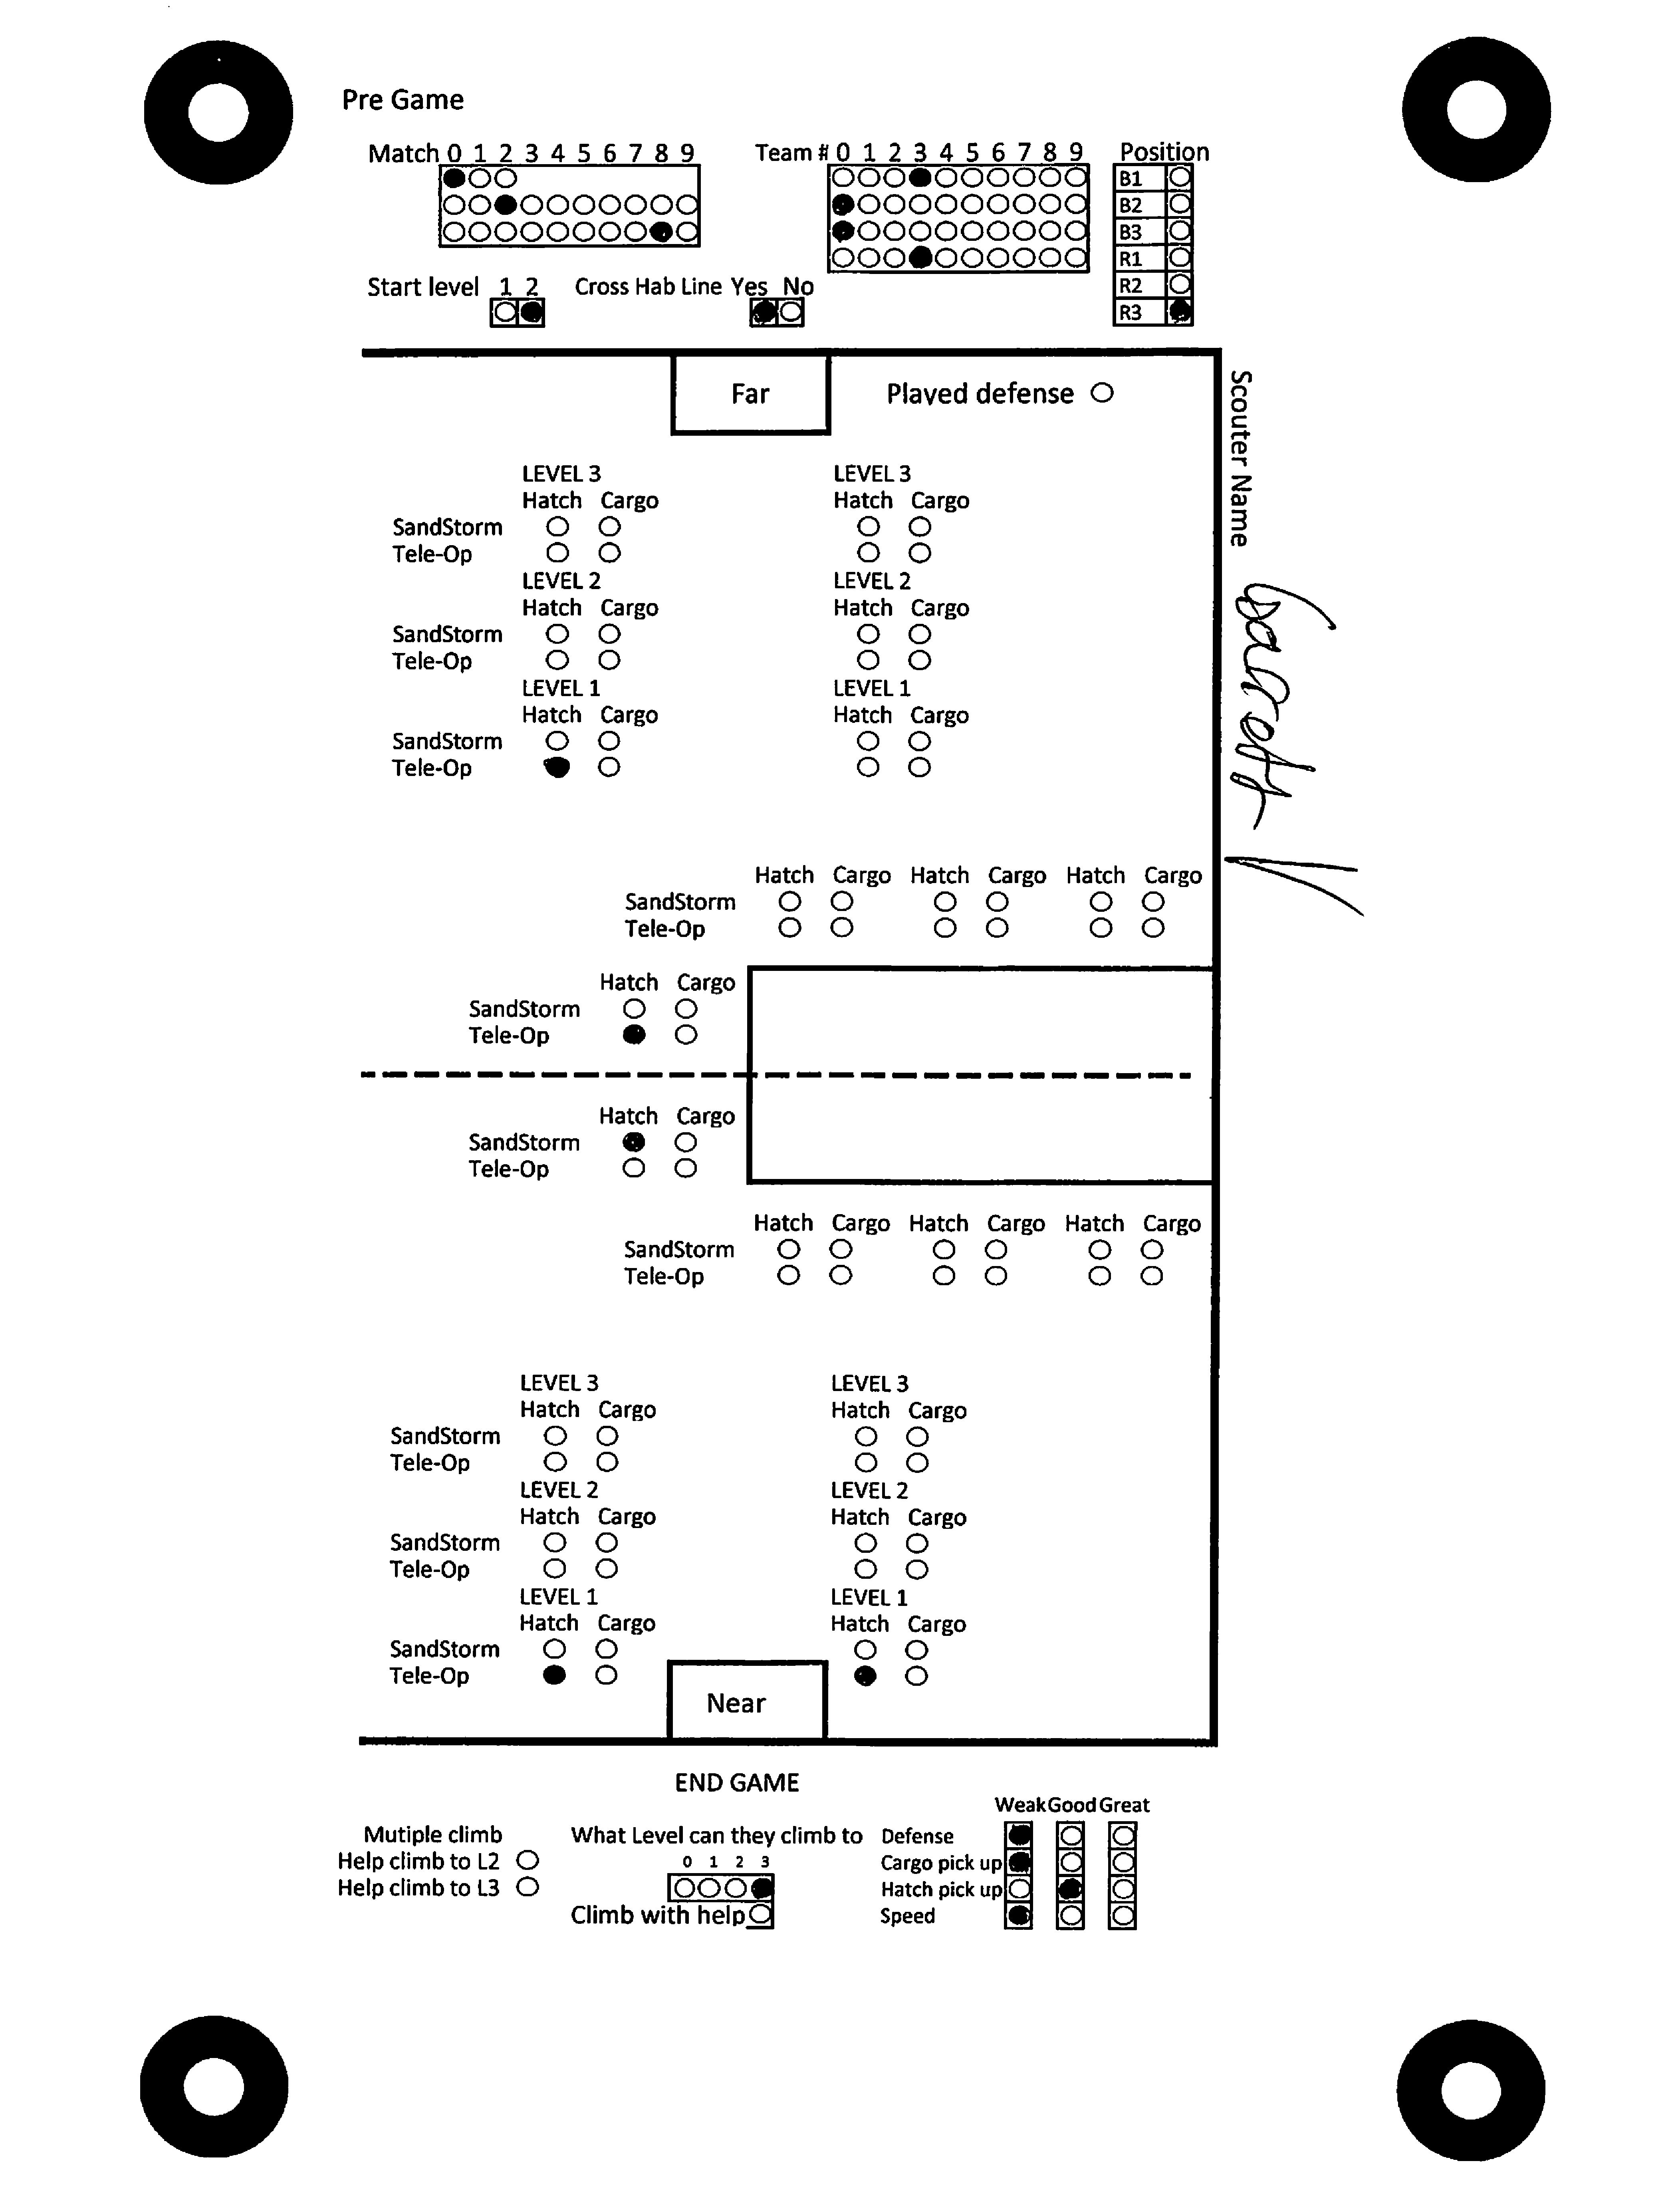 Pre Game
Match 0 1 2 3 4 5 6 7 8 9
Team # 0 1 2 3 4 5 6 7 8 9
Position
B1
B2
B3
R1
R2
R3
Start level 1 2
Cross Hab Line Yes No
Far
Played defense
Scouter Name
Garrett V
LEVEL 3 LEVEL 3
Hatch Cargo Hatch Cargo
SandStorm
Tele-Op
LEVEL 2 LEVEL 2
Hatch Cargo Hatch Cargo
SandStorm
Tele-Op
LEVEL 1 LEVEL 1
Hatch Cargo Hatch Cargo
SandStorm
Tele-Op
Hatch Cargo Hatch Cargo Hatch Cargo
SandStorm
Tele-Op
Hatch Cargo
SandStorm
Tele-Op
Hatch Cargo
SandStorm
Tele-Op
Hatch Cargo Hatch Cargo Hatch Cargo
SandStorm
Tele-Op
LEVEL 3 LEVEL 3
Hatch Cargo Hatch Cargo
SandStorm
Tele-Op
LEVEL 2 LEVEL 2
Hatch Cargo Hatch Cargo
SandStorm
Tele-Op
LEVEL 1 LEVEL 1
Hatch Cargo Hatch Cargo
SandStorm
Tele-Op
Near
END GAME
Mutiple climb
Help climb to L2
Help climb to L3
What Level can they climb to
0 1 2 3
Climb with help
Weak Good Great
Defense
Cargo pick up
Hatch pick up
Speed